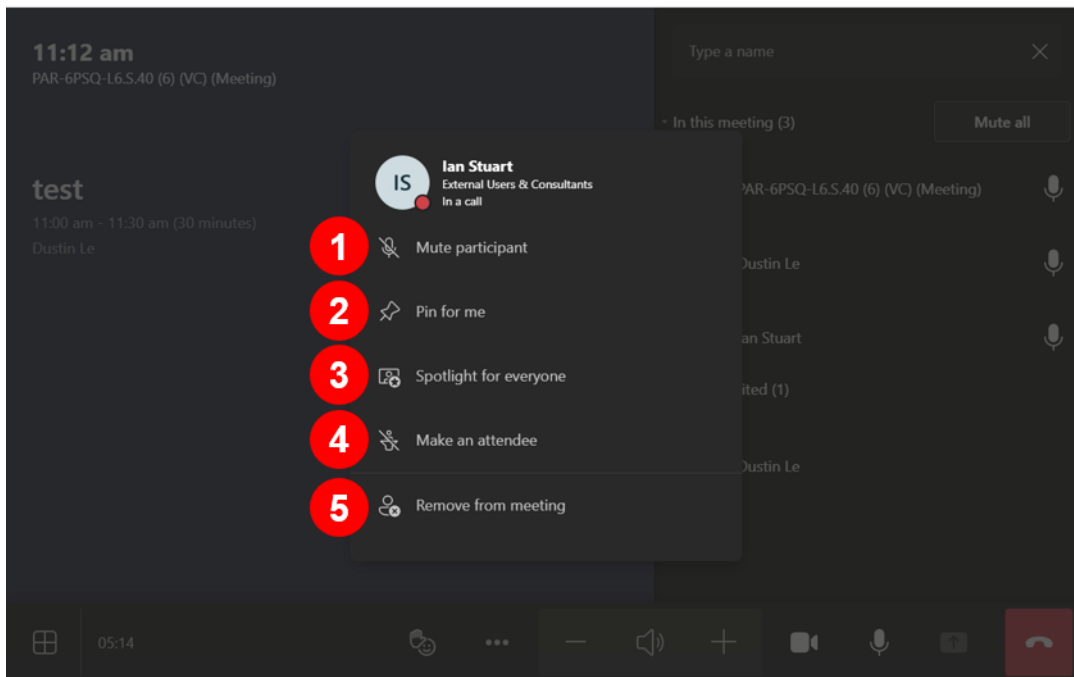 11:12 am
PAR-6PSQ-L6.S.40 (6) (VC) (Meeting)
test
11:00 am - 11:30 am (30 minutes)
Dustin Le
Type a name
In this meeting (3)
Mute all
PAR-6PSQ-L6.S.40 (6) (VC) (Meeting)
Dustin Le
Ian Stuart
ited (1)
Dustin Le
IS
Ian Stuart
External Users & Consultants
In a call
1 Mute participant
2 Pin for me
3 Spotlight for everyone
4 Make an attendee
5 Remove from meeting
05:14